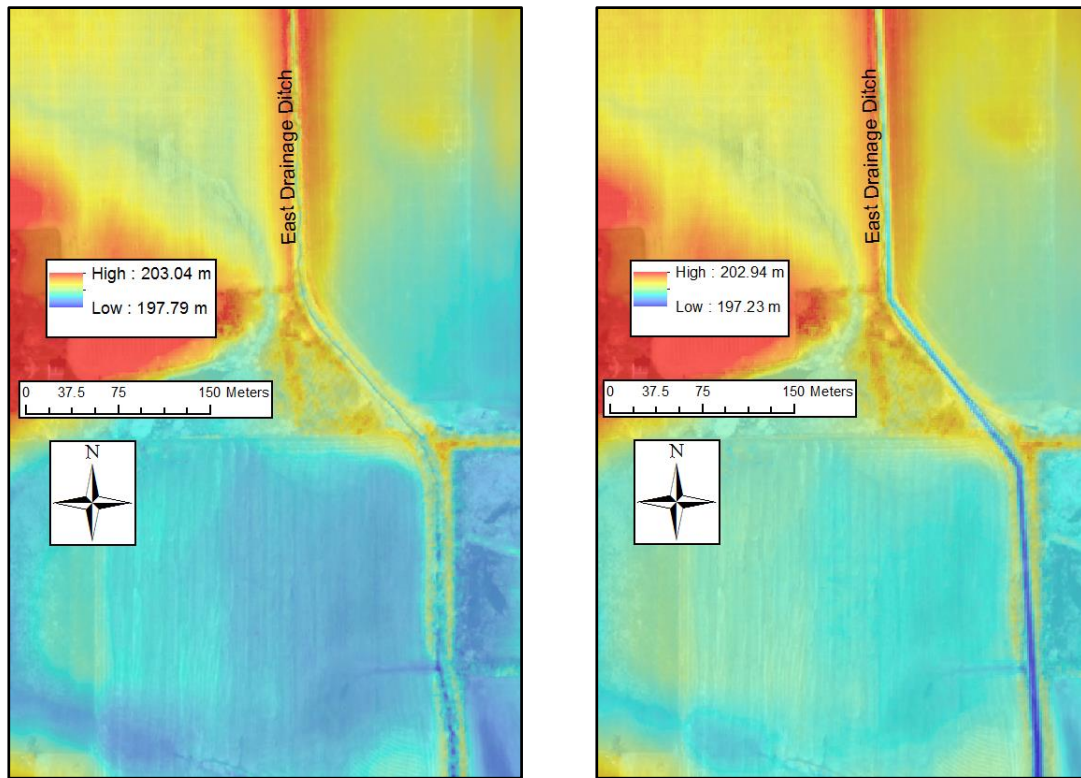 East Drainage Ditch
High : 203.04 m
Low : 197.79 m
0 37.5 75 150 Meters
N
East Drainage Ditch
High : 202.94 m
Low : 197.23 m
0 37.5 75 150 Meters
N